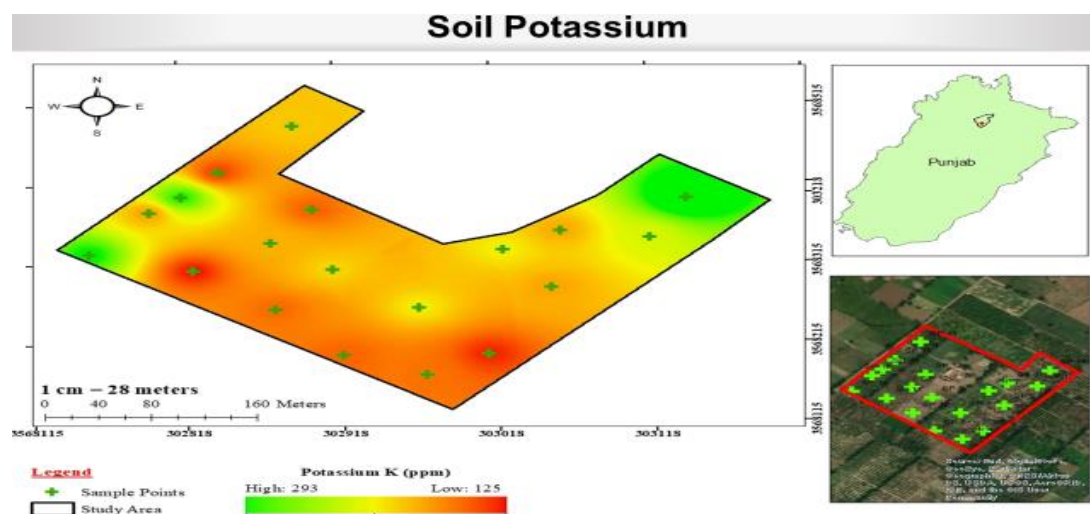 Soil Potassium
N
W E
S
Punjab
3568515
303218
3568315
3568215
3568115
1 cm – 28 meters
0 40 80 160 Meters
3568115 302818 302918 303018 303118
Legend
Sample Points
Study Area
Potassium K (ppm)
High: 293 Low: 125